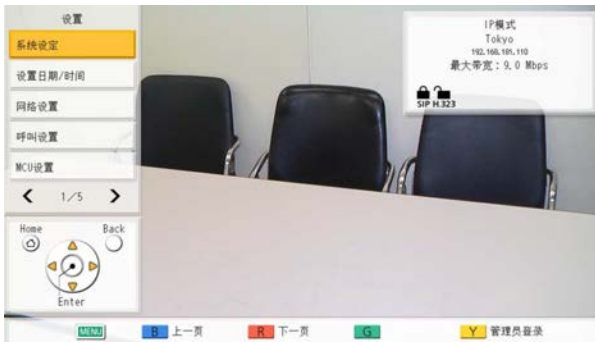 设置
系统设定
设置日期/时间
网络设置
呼叫设置
MCU设置
1/5
Home
Back
Enter
IP模式
Tokyo
192.168.181.110
最大带宽：9.0 Mbps
SIP H.323
MENU
B 上一页
R 下一页
G
Y 管理员登录